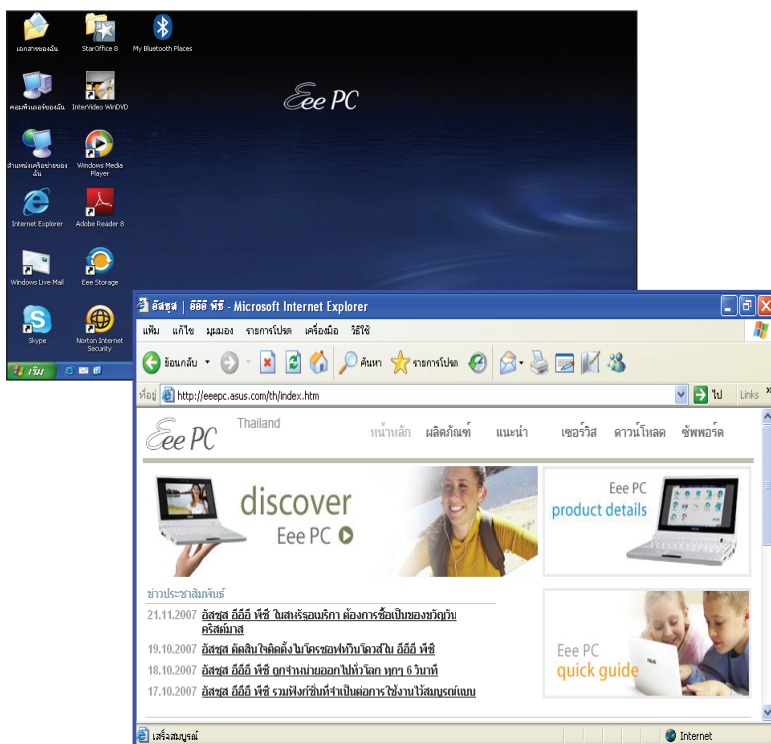 เอกสารของฉัน
StarOffice 8
My Bluetooth Places
คอมพิวเตอร์ของฉัน
InterVideo WinDVD
ตำแหน่งเครือข่ายของ
ฉัน
Windows Media
Player
Internet Explorer
Adobe Reader 8
Windows Live Mail
Eee Storage
Skype
Norton Internet
Security
เริ่ม
Eee PC
อัสซุส | อีอีอี พีซี - Microsoft Internet Explorer
แฟ้ม แก้ไข มุมมอง รายการโปรด เครื่องมือ วิธีใช้
ย้อนกลับ ค้นหา รายการโปรด
ที่อยู่ http://eeepc.asus.com/th/index.htm ไป Links »
Eee PC Thailand
หน้าหลัก ผลิตภัณฑ์ แนะนำ เซอร์วิส ดาวน์โหลด ซัพพอร์ต
discover
Eee PC
Eee PC
product details
ข่าวประชาสัมพันธ์
21.11.2007 อัสซุส อีอีอี พีซี ในสหรัฐอเมริกา ต้องการซื้อเป็นของขวัญวัน
คริสต์มาส
19.10.2007 อัสซุส ตัดสินใจติดตั้งไมโครซอฟท์วินโดวส์ใน อีอีอี พีซี
18.10.2007 อัสซุส อีอีอี พีซี ถูกจำหน่ายออกไปทั่วโลก ทุกๆ 6 วินาที
17.10.2007 อัสซุส อีอีอี พีซี รวมฟังก์ชั่นที่จำเป็นต่อการใช้งานไว้สมบูรณ์แบบ
Eee PC
quick guide
เสร็จสมบูรณ์
Internet